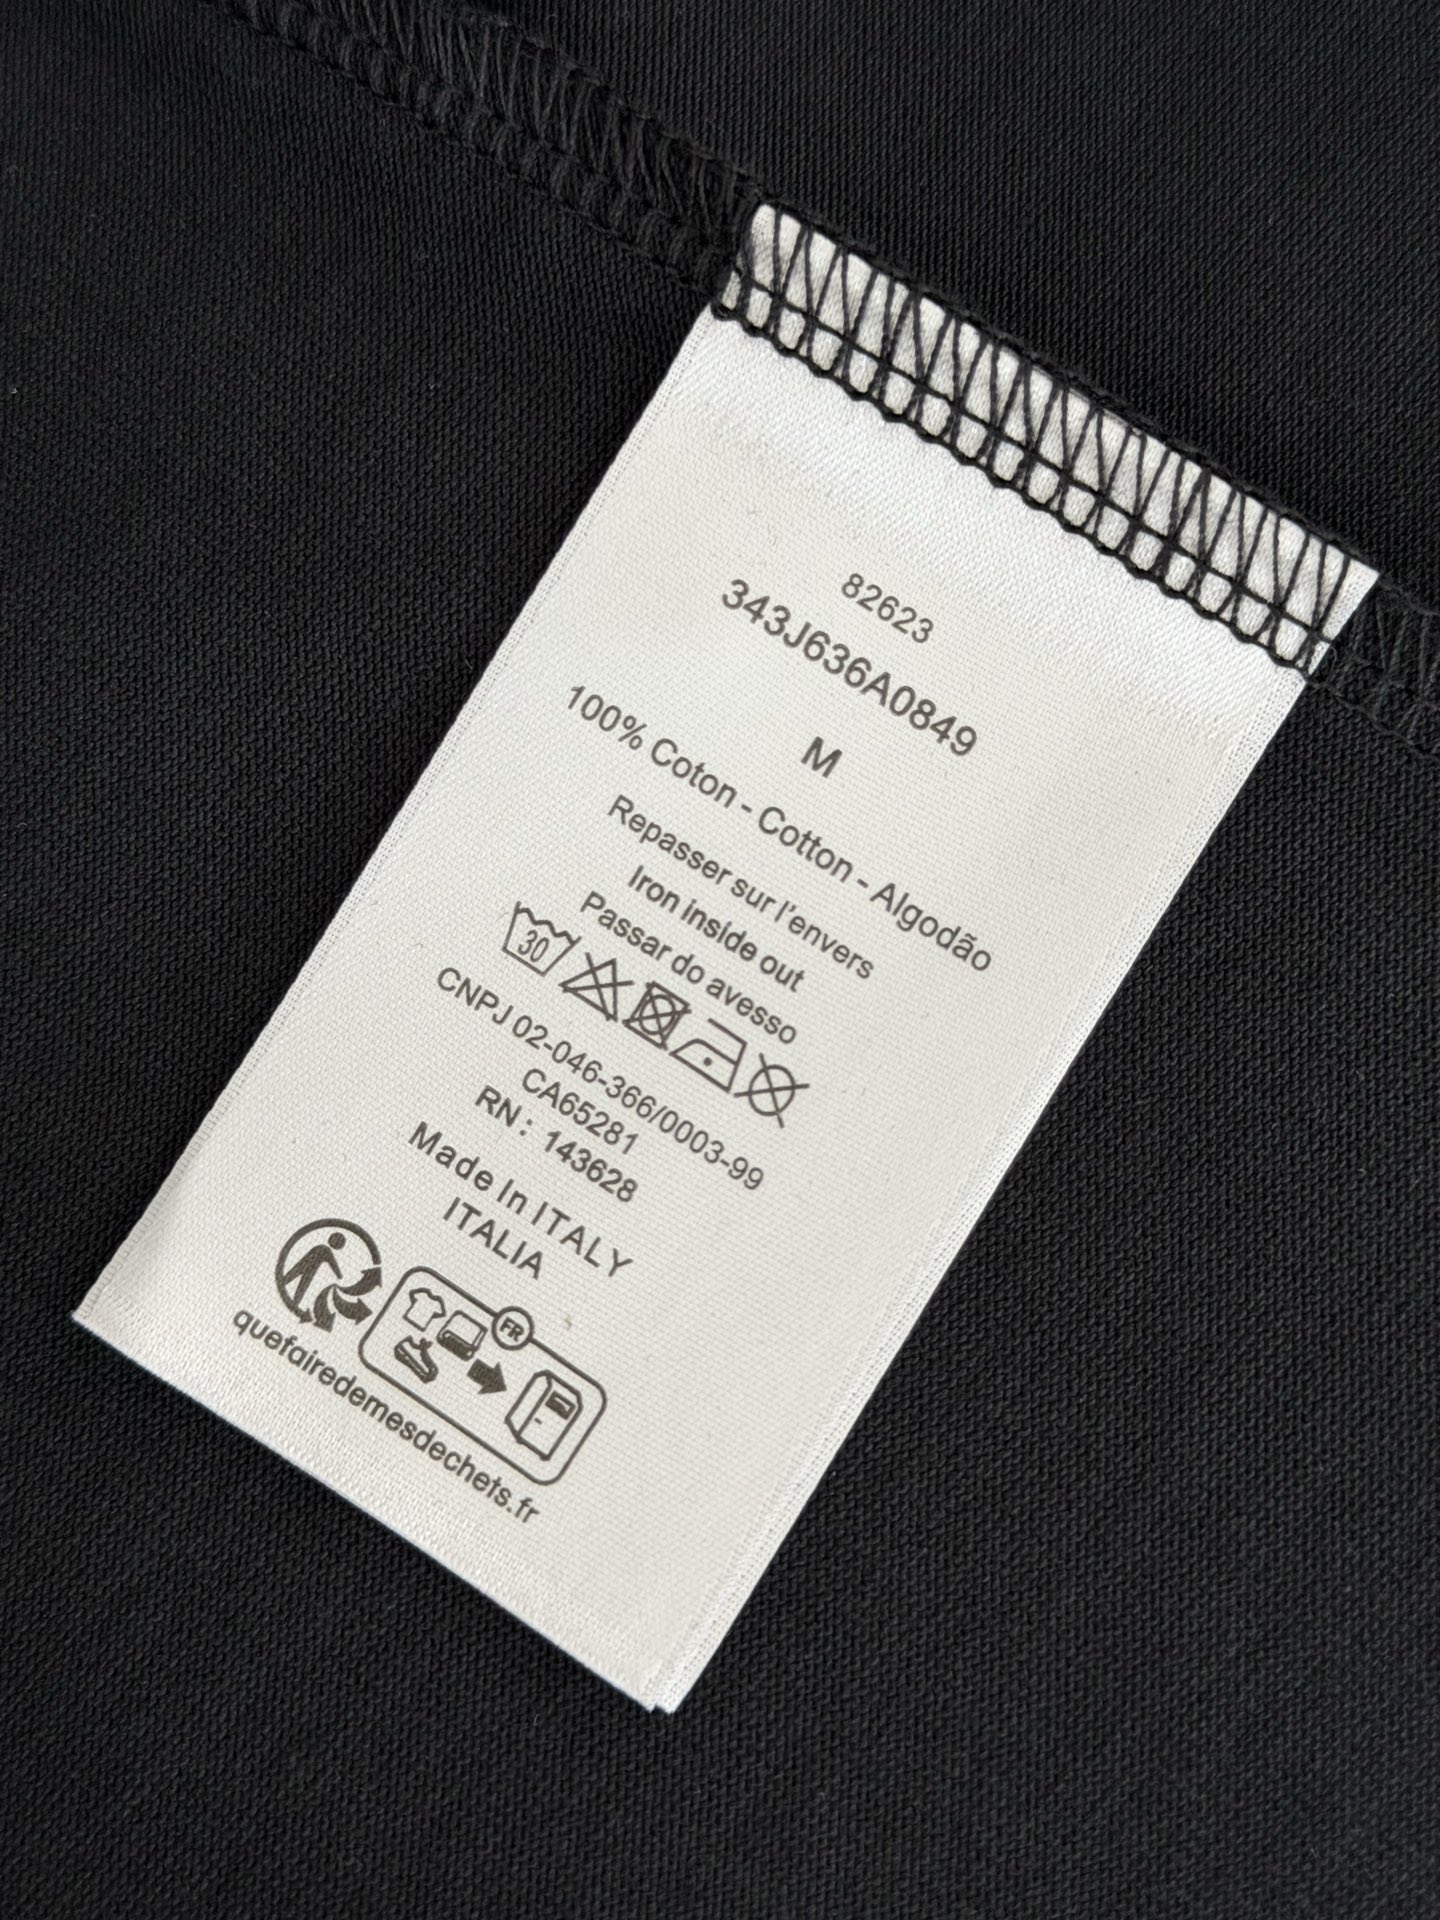 82623
343J636A0849
M
100% Coton - Cotton - Algodão
Repasser sur l'envers
Iron inside out
Passar do avesso
30
CNPJ 02-046-366/0003-99
CA65281
RN : 143628
Made In ITALY
ITALIA
FR
quefairedemesdechets.fr